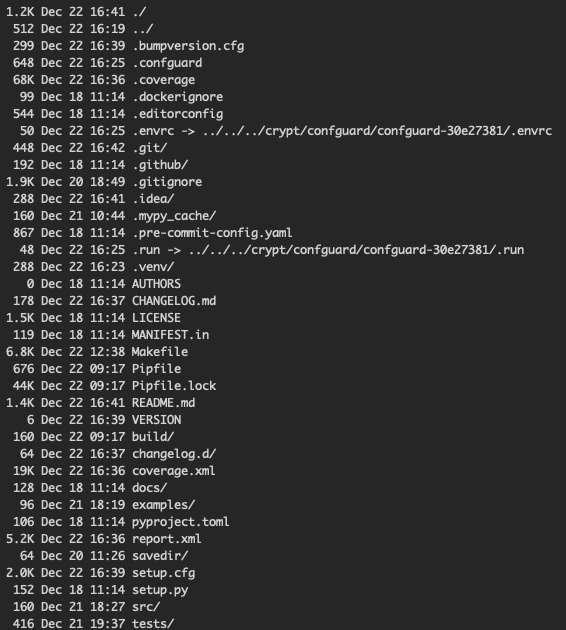 1.2K Dec 22 16:41 ./
512 Dec 22 16:19 ../
299 Dec 22 16:39 .bumpversion.cfg
648 Dec 22 16:25 .confguard
68K Dec 22 16:36 .coverage
99 Dec 18 11:14 .dockerignore
544 Dec 18 11:14 .editorconfig
50 Dec 22 16:25 .envrc -> ../../../crypt/confguard/confguard-30e27381/.envrc
448 Dec 22 16:42 .git/
192 Dec 18 11:14 .github/
1.9K Dec 20 18:49 .gitignore
288 Dec 22 16:41 .idea/
160 Dec 21 10:44 .mypy_cache/
867 Dec 18 11:14 .pre-commit-config.yaml
48 Dec 22 16:25 .run -> ../../../crypt/confguard/confguard-30e27381/.run
288 Dec 22 16:23 .venv/
0 Dec 18 11:14 AUTHORS
178 Dec 22 16:37 CHANGELOG.md
1.5K Dec 18 11:14 LICENSE
119 Dec 18 11:14 MANIFEST.in
6.8K Dec 22 12:38 Makefile
676 Dec 22 09:17 Pipfile
44K Dec 22 09:17 Pipfile.lock
1.4K Dec 22 16:41 README.md
6 Dec 22 16:39 VERSION
160 Dec 22 09:17 build/
64 Dec 22 16:37 changelog.d/
19K Dec 22 16:36 coverage.xml
128 Dec 18 11:14 docs/
96 Dec 21 18:19 examples/
106 Dec 18 11:14 pyproject.toml
5.2K Dec 22 16:36 report.xml
64 Dec 20 11:26 savedir/
2.0K Dec 22 16:39 setup.cfg
152 Dec 18 11:14 setup.py
160 Dec 21 18:27 src/
416 Dec 21 19:37 tests/